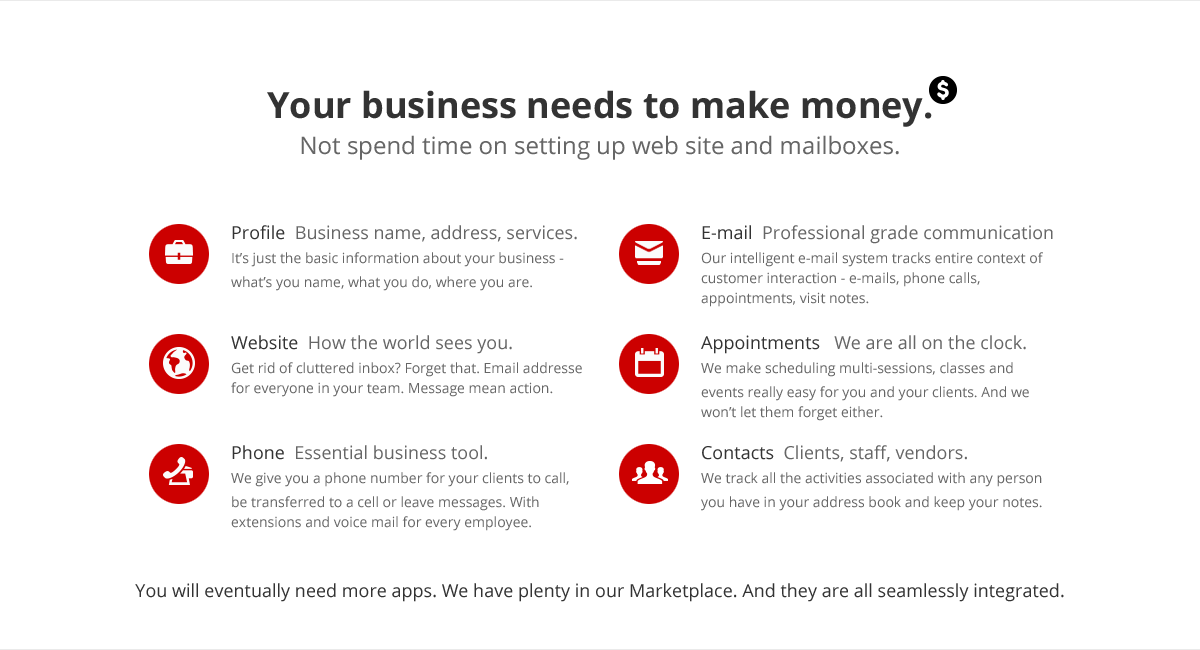 Your business needs to make money.
Not spend time on setting up web site and mailboxes.
Profile Business name, address, services.
It's just the basic information about your business -
what's you name, what you do, where you are.
E-mail Professional grade communication
Our intelligent e-mail system tracks entire context of
customer interaction - e-mails, phone calls,
appointments, visit notes.
Website How the world sees you.
Get rid of cluttered inbox? Forget that. Email addresse
for everyone in your team. Message mean action.
Appointments We are all on the clock.
We make scheduling multi-sessions, classes and
events really easy for you and your clients. And we
won't let them forget either.
Phone Essential business tool.
We give you a phone number for your clients to call,
be transferred to a cell or leave messages. With
extensions and voice mail for every employee.
Contacts Clients, staff, vendors.
We track all the activities associated with any person
you have in your address book and keep your notes.
You will eventually need more apps. We have plenty in our Marketplace. And they are all seamlessly integrated.